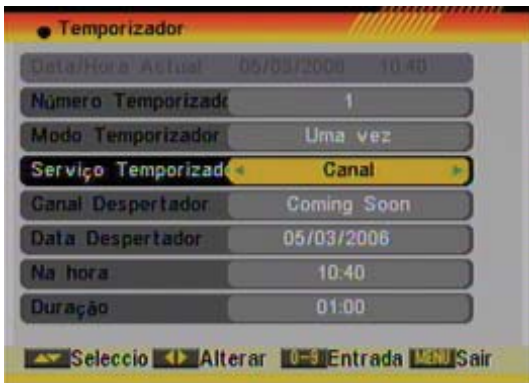 Temporizador
Data/Hora Actual 05/03/2006 10:40
Número Temporizado 1
Modo Temporizador Uma vez
Serviço Temporizad Canal
Canal Despertador Coming Soon
Data Despertador 05/03/2006
Na hora 10:40
Duração 01:00
Seleccio Alterar 0-9 Entrada MENU Sair